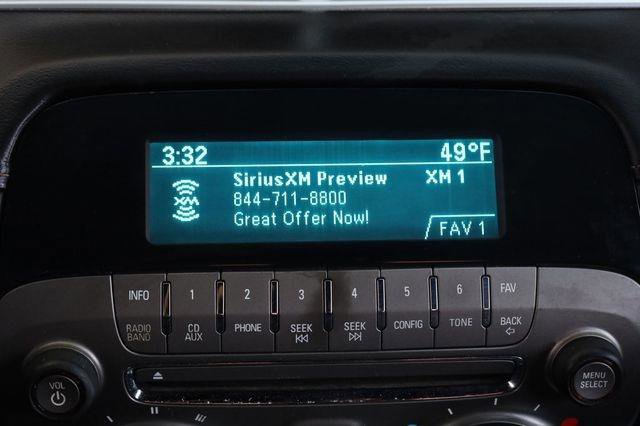 3:32 49°F
SiriusXM Preview XM 1
XM 844-711-8800
Great Offer Now!
FAV 1
INFO 1 2 3 4 5 6 FAV
RADIO BAND CD AUX PHONE SEEK SEEK CONFIG TONE BACK
VOL
MENU
SELECT